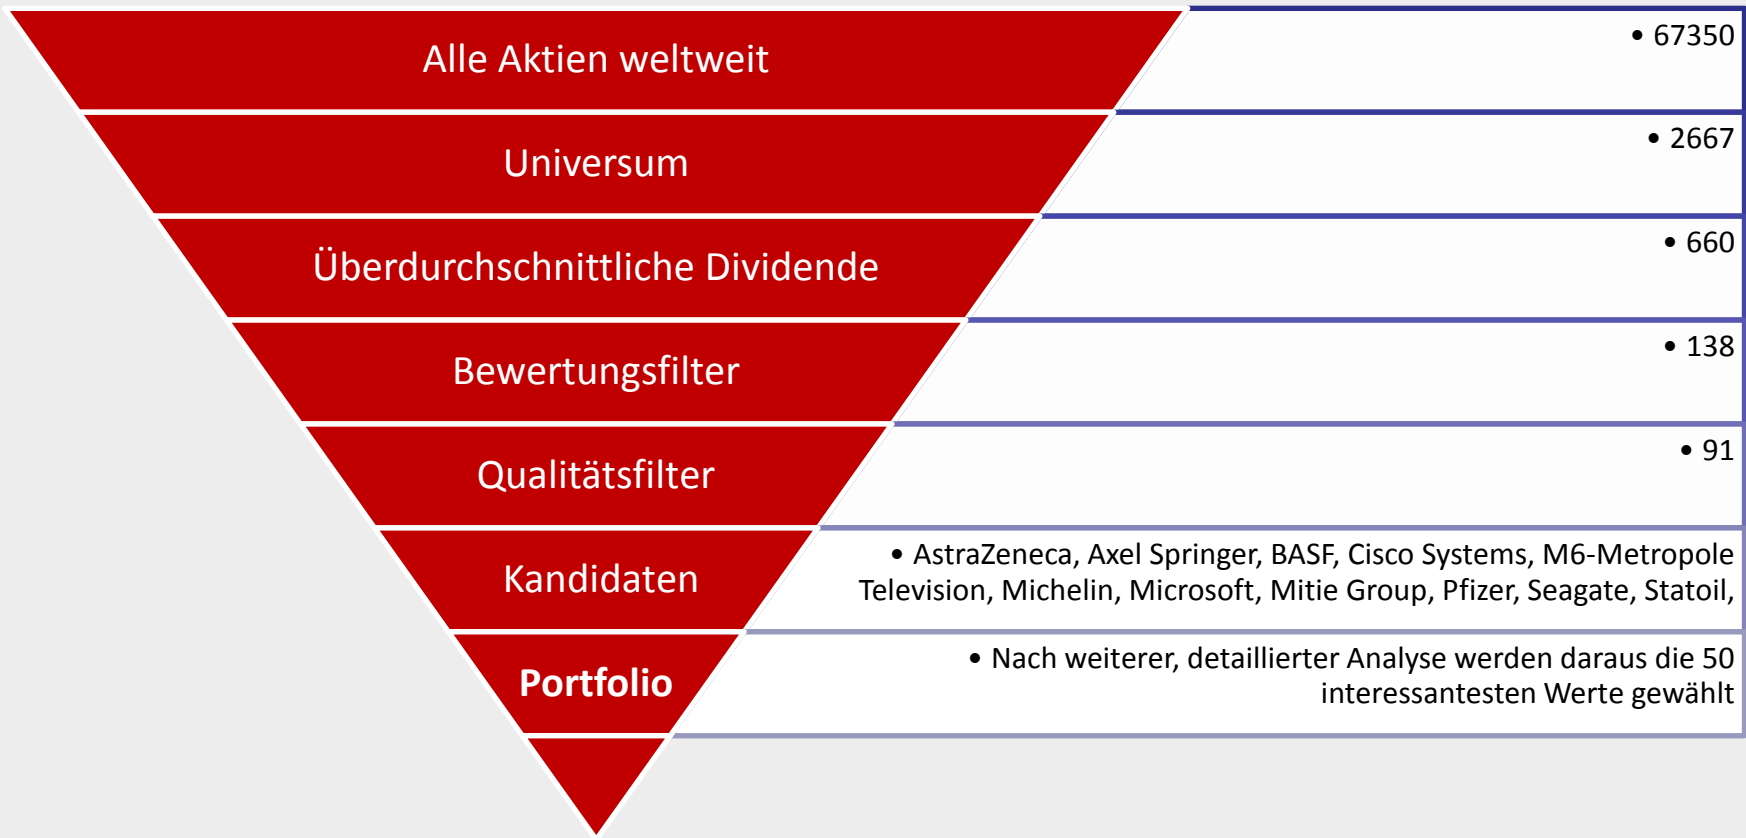 Alle Aktien weltweit
• 67350
Universum
• 2667
Überdurchschnittliche Dividende
• 660
Bewertungsfilter
• 138
Qualitätsfilter
• 91
Kandidaten
• AstraZeneca, Axel Springer, BASF, Cisco Systems, M6-Metropole
Television, Michelin, Microsoft, Mitie Group, Pfizer, Seagate, Statoil,
Portfolio
• Nach weiterer, detaillierter Analyse werden daraus die 50
interessantesten Werte gewählt